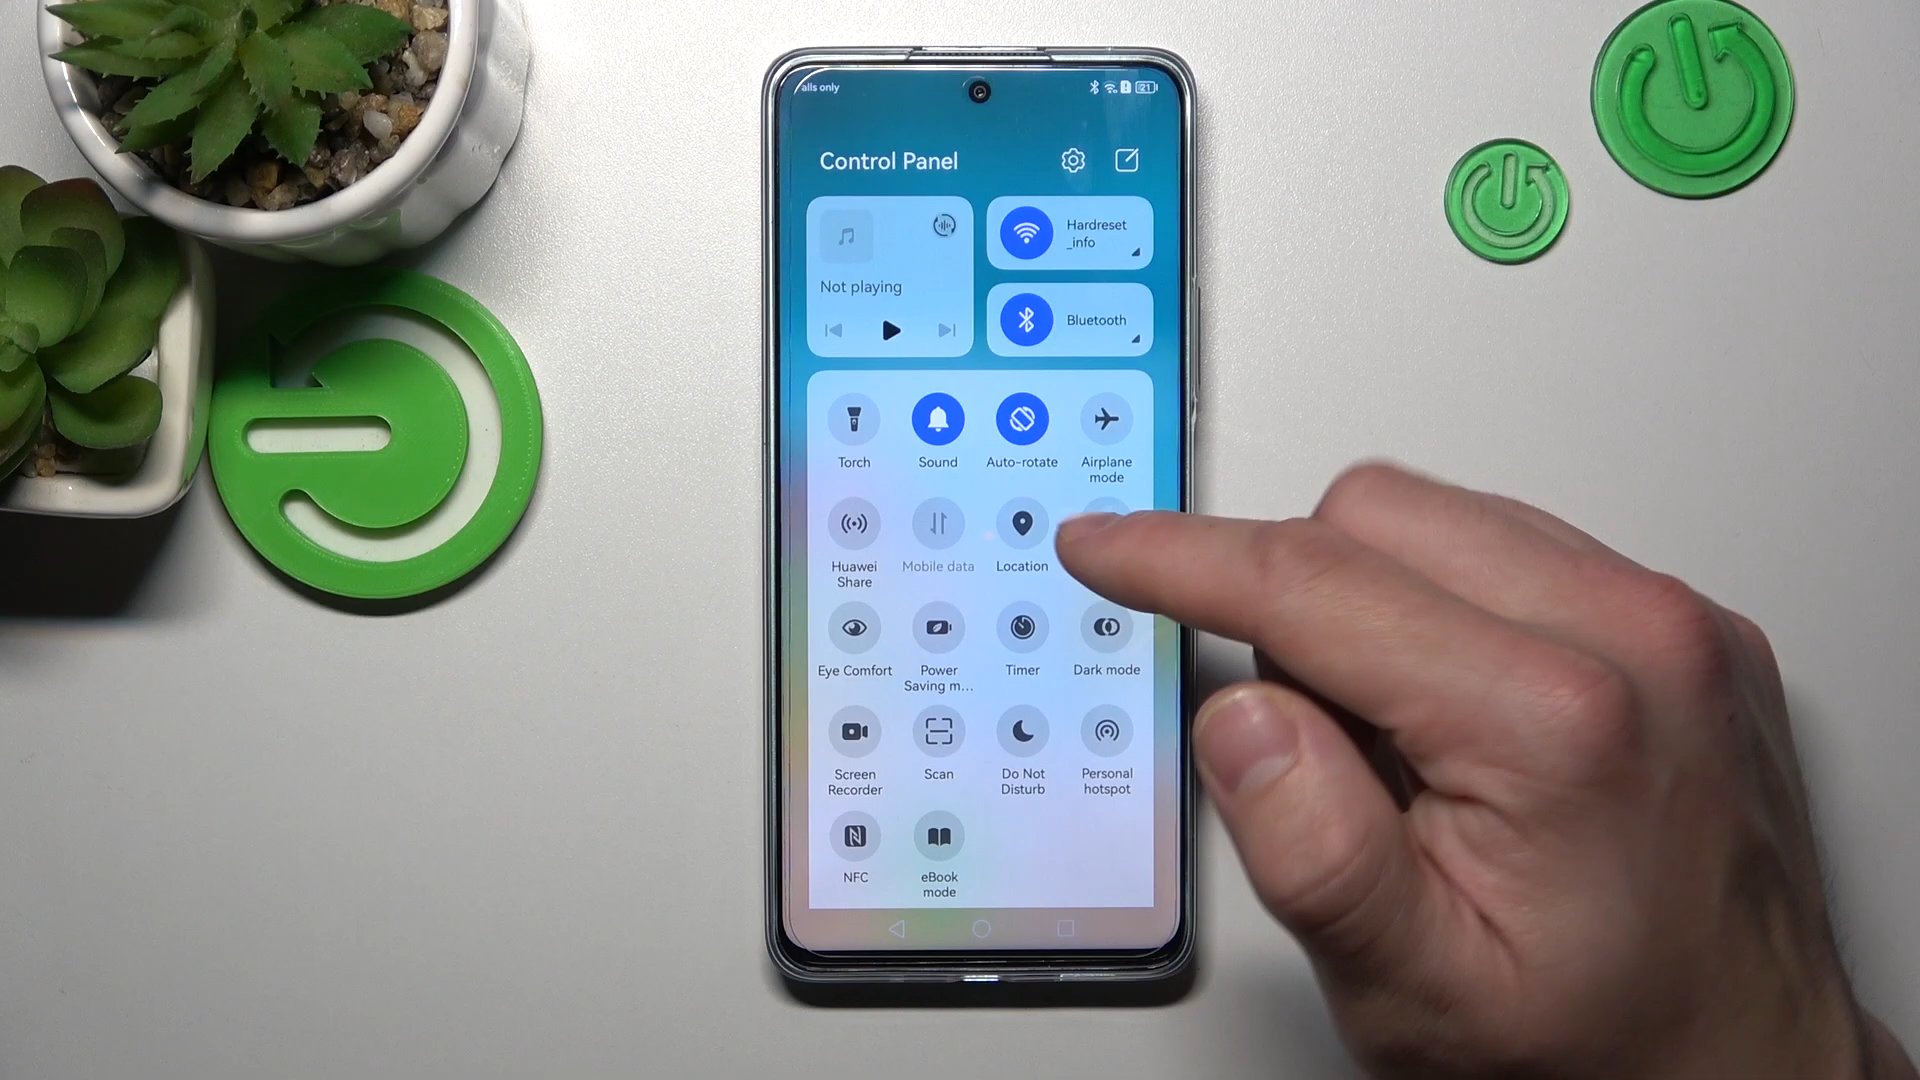 alls only
21
Control Panel
Hardreset
_info
Not playing
Bluetooth
Torch
Sound
Auto-rotate
Airplane
mode
Huawei
Share
Mobile data
Location
Eye Comfort
Power
Saving m...
Timer
Dark mode
Screen
Recorder
Scan
Do Not
Disturb
Personal
hotspot
NFC
eBook
mode